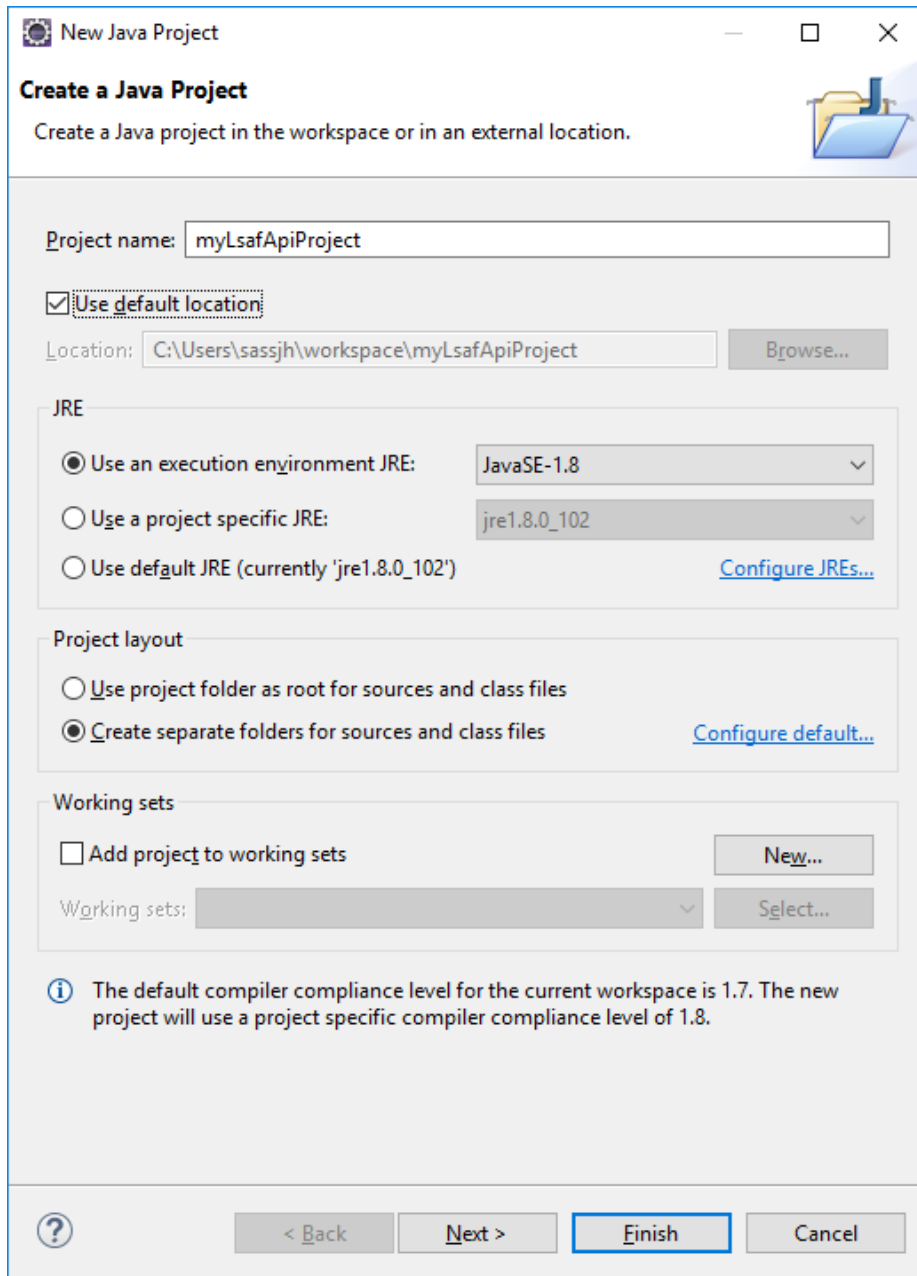 New Java Project
Create a Java Project
Create a Java project in the workspace or in an external location.
Project name: myLsafApiProject
Use default location
Location: C:\Users\sassjh\workspace\myLsafApiProject Browse...
JRE
Use an execution environment JRE: JavaSE-1.8
Use a project specific JRE: jre1.8.0_102
Use default JRE (currently 'jre1.8.0_102') Configure JREs...
Project layout
Use project folder as root for sources and class files
Create separate folders for sources and class files Configure default...
Working sets
Add project to working sets New...
Working sets: Select...
The default compiler compliance level for the current workspace is 1.7. The new
project will use a project specific compiler compliance level of 1.8.
? < Back Next > Finish Cancel